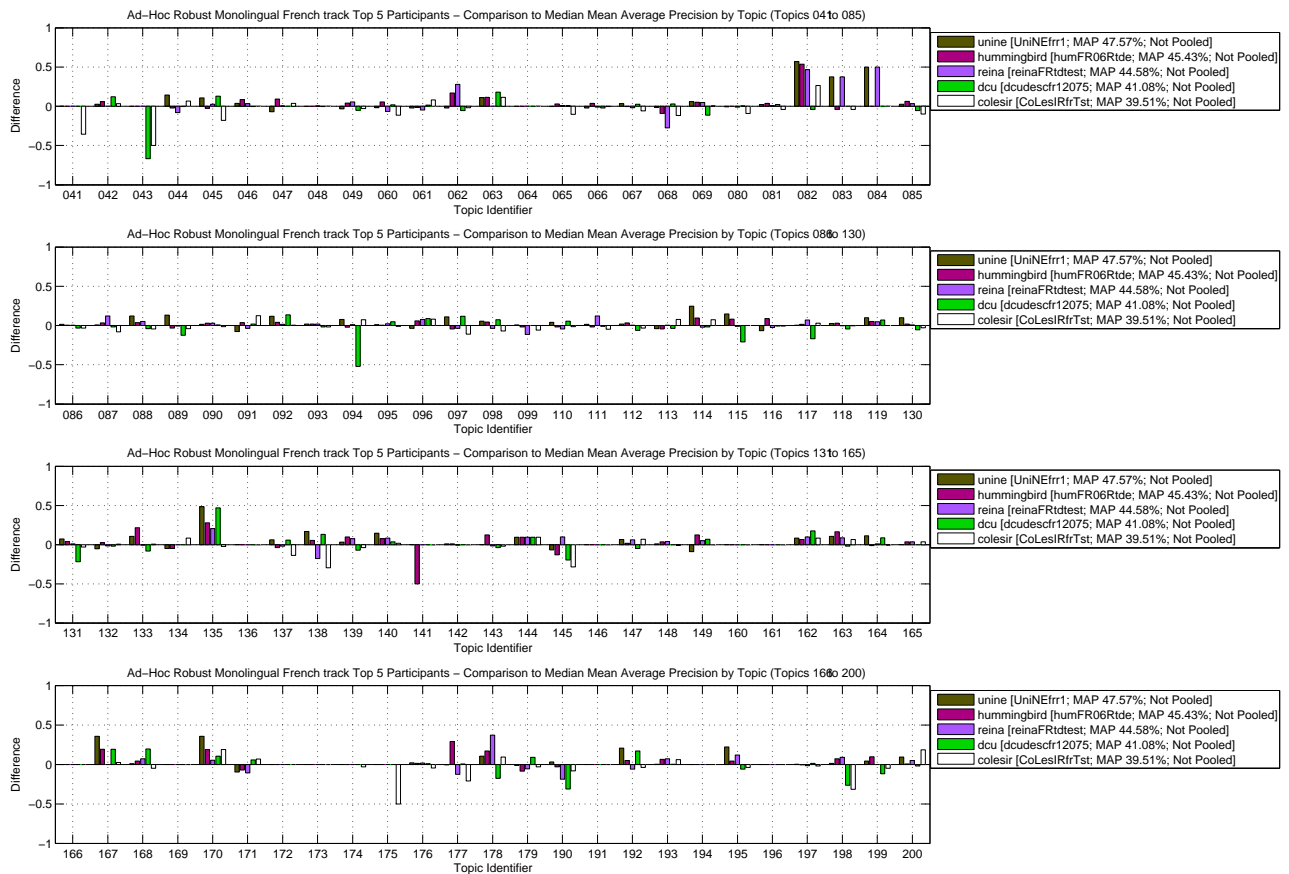 Ad−Hoc Robust Monolingual French track Top 5 Participants − Comparison to Median Mean Average Precision by Topic (Topics 041to 085)
1
0.5
0
−0.5
−1
Difference
041 042 043 044 045 046 047 048 049 060 062 063 064 065 066 067 068 069 080 081 082 083 084 085
Topic Identifier
unine [UniNEfrr1; MAP 47.57%; Not Pooled]
hummingbird [humFR06Rtde; MAP 45.43%; Not Pooled]
reina [reinaFRtdtest; MAP 44.58%; Not Pooled]
dcu [dcudescfr12075; MAP 41.08%; Not Pooled]
colesir [CoLesIRfrTst; MAP 39.51%; Not Pooled]
Ad−Hoc Robust Monolingual French track Top 5 Participants − Comparison to Median Mean Average Precision by Topic (Topics 086to 130)
1
0.5
0
−0.5
−1
Difference
086 087 088 089 090 091 092 093 094 095 096 097 098 099 110 111 112 113 114 115 116 117 118 119 130
Topic Identifier
unine [UniNEfrr1; MAP 47.57%; Not Pooled]
hummingbird [humFR06Rtde; MAP 45.43%; Not Pooled]
reina [reinaFRtdtest; MAP 44.58%; Not Pooled]
dcu [dcudescfr12075; MAP 41.08%; Not Pooled]
colesir [CoLesIRfrTst; MAP 39.51%; Not Pooled]
Ad−Hoc Robust Monolingual French track Top 5 Participants − Comparison to Median Mean Average Precision by Topic (Topics 131to 165)
1
0.5
0
−0.5
−1
Difference
131 132 133 134 135 136 137 138 139 140 141 142 143 144 145 146 147 148 149 160 161 162 163 164 165
Topic Identifier
unine [UniNEfrr1; MAP 47.57%; Not Pooled]
hummingbird [humFR06Rtde; MAP 45.43%; Not Pooled]
reina [reinaFRtdtest; MAP 44.58%; Not Pooled]
dcu [dcudescfr12075; MAP 41.08%; Not Pooled]
colesir [CoLesIRfrTst; MAP 39.51%; Not Pooled]
Ad−Hoc Robust Monolingual French track Top 5 Participants − Comparison to Median Mean Average Precision by Topic (Topics 166to 200)
1
0.5
0
−0.5
−1
Difference
166 167 168 169 170 171 172 173 174 175 176 177 178 179 190 191 192 193 194 195 196 197 198 199 200
Topic Identifier
unine [UniNEfrr1; MAP 47.57%; Not Pooled]
hummingbird [humFR06Rtde; MAP 45.43%; Not Pooled]
reina [reinaFRtdtest; MAP 44.58%; Not Pooled]
dcu [dcudescfr12075; MAP 41.08%; Not Pooled]
colesir [CoLesIRfrTst; MAP 39.51%; Not Pooled]